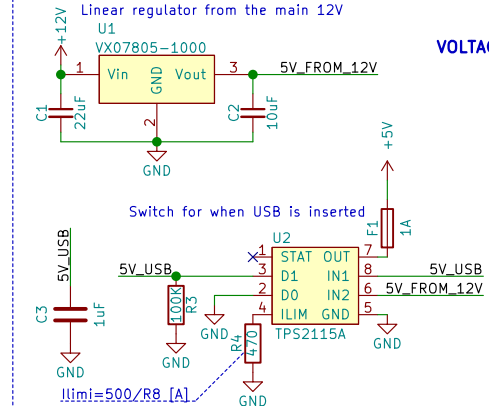 Linear regulator from the main 12V
+12V
U1
VX07805-1000
VOLTA
1
Vin
GND
Vout
3
5V_FROM_12V
2
C1
22uF
C2
10uF
GND
+5V
Switch for when USB is inserted
F1
1A
U2
5V_USB
1
STAT
OUT
7
5V_USB
3
D1
IN1
8
5V_USB
2
D0
IN2
6
5V_FROM_12V
4
ILIM
GND
5
TPS2115A
100K
R3
GND
GND
C3
1uF
R4
470
GND
GND
GND
Ilimi=500/R8 [A]